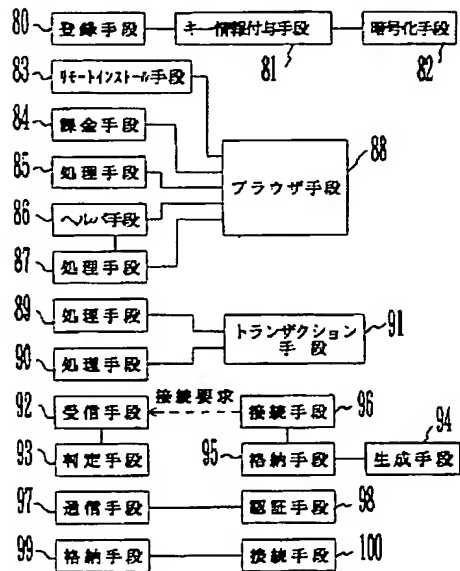 80 登録手段 キー情報付与手段 暗号化手段
81 82
83 リモートインストール手段
84 課金手段
88
85 処理手段
ブラウザ手段
86 ヘルパ手段
87 処理手段
89 処理手段
トランザクション手段 91
90 処理手段
92 受信手段 接続要求 接続手段 96
94
93 判定手段 95 格納手段 生成手段
97 通信手段 認証手段 98
99 格納手段 接続手段 100